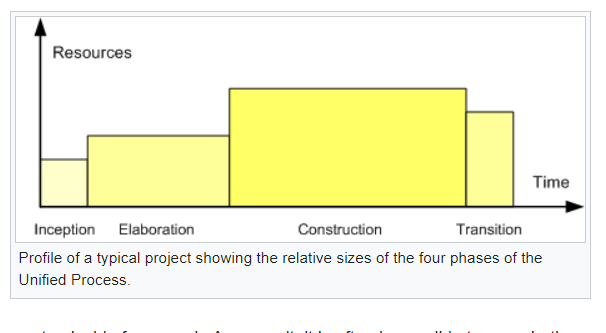 Resources
Time
Inception Elaboration Construction Transition
Profile of a typical project showing the relative sizes of the four phases of the
Unified Process.